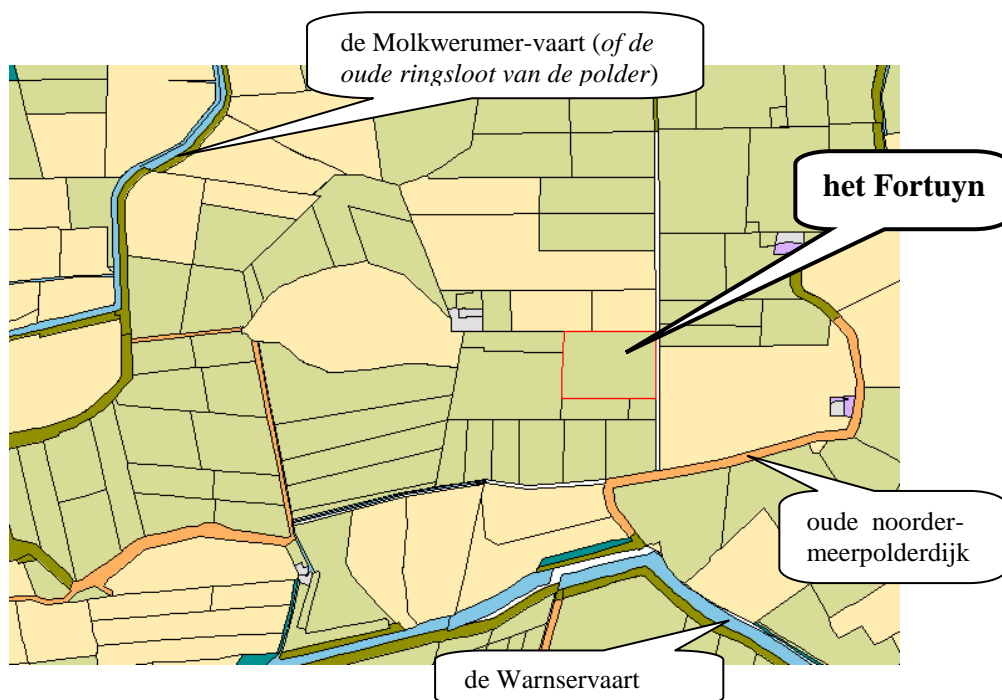 de Molkwerumer-vaart (of de
oude ringsloot van de polder)
het Fortuyn
oude noorder-
meerpolderdijk
de Warnservaart